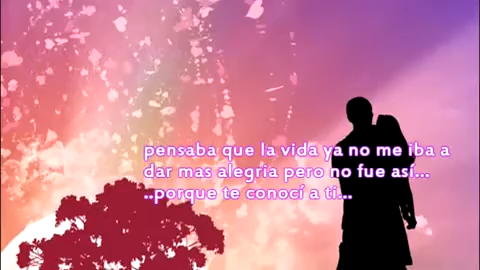 pensaba que la vida ya no me iba a
dar mas alegria pero no fue así...
..porque te conocí a ti...